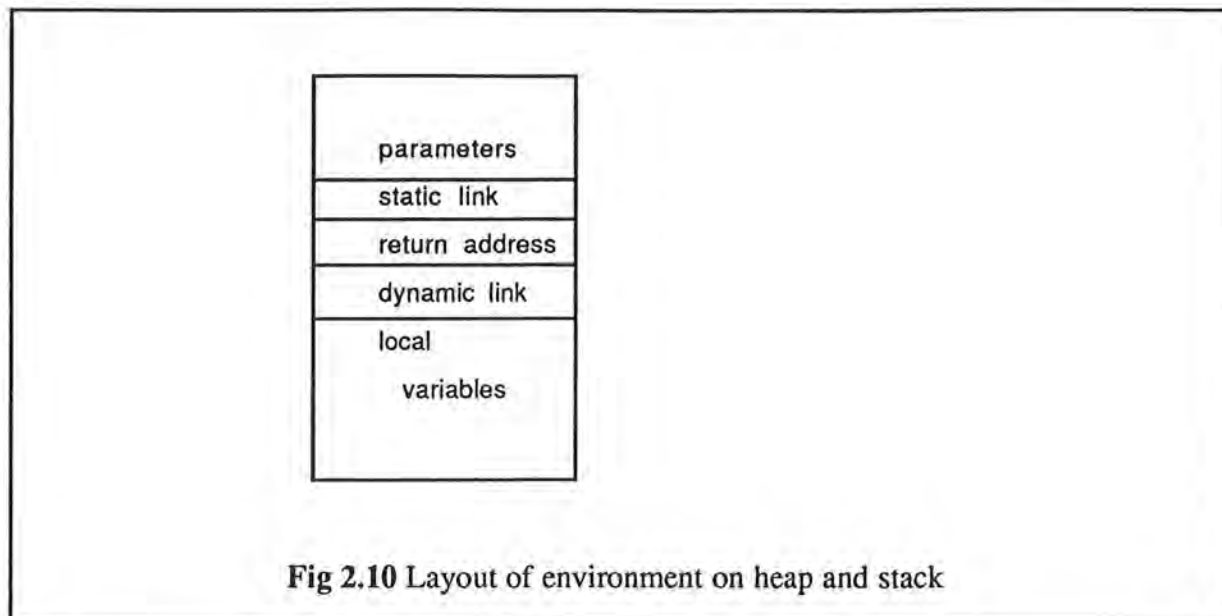 parameters
static link
return address
dynamic link
local
variables
Fig 2.10 Layout of environment on heap and stack